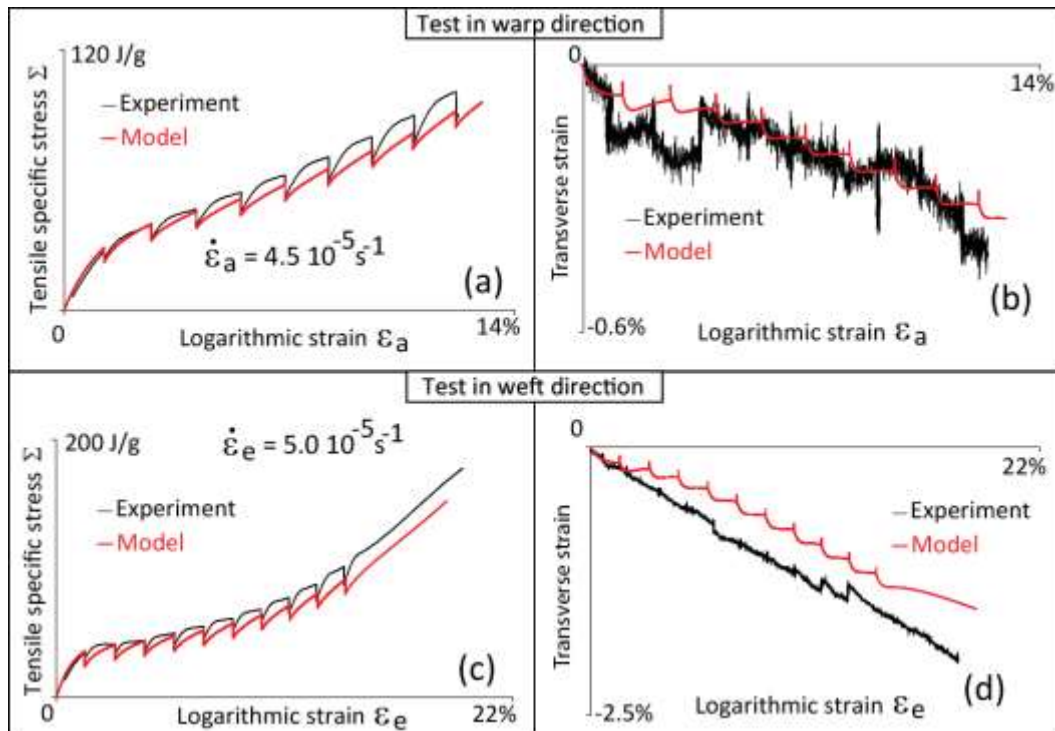 Test in warp direction
120 J/g
Experiment
Model
Tensile specific stress Σ
ε̇a = 4.5 10-5s-1
(a)
0
14%
Logarithmic strain εa
0
14%
Transverse strain
Experiment
Model
(b)
-0.6%
Logarithmic strain εa
Test in weft direction
200 J/g
ε̇e = 5.0 10-5s-1
Experiment
Model
Tensile specific stress Σ
(c)
0
22%
Logarithmic strain εe
0
22%
Transverse strain
Experiment
Model
(d)
-2.5%
Logarithmic strain εe